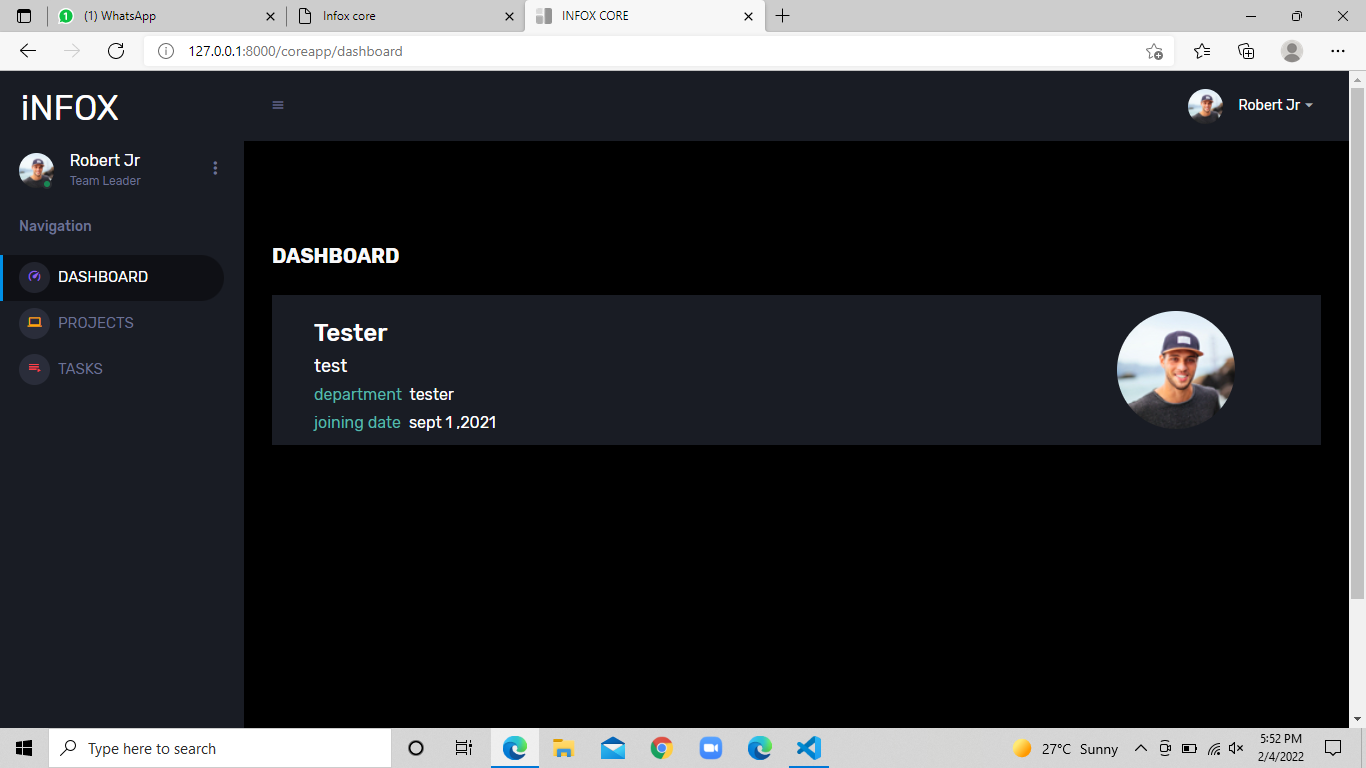 (1) WhatsApp
Infox core
INFOX CORE
127.0.0.1:8000/coreapp/dashboard
iNFOX
Robert Jr
Robert Jr
Team Leader
Navigation
DASHBOARD
PROJECTS
TASKS
DASHBOARD
Tester
test
department tester
joining date sept 1 ,2021
Type here to search
27°C Sunny
5:52 PM
2/4/2022